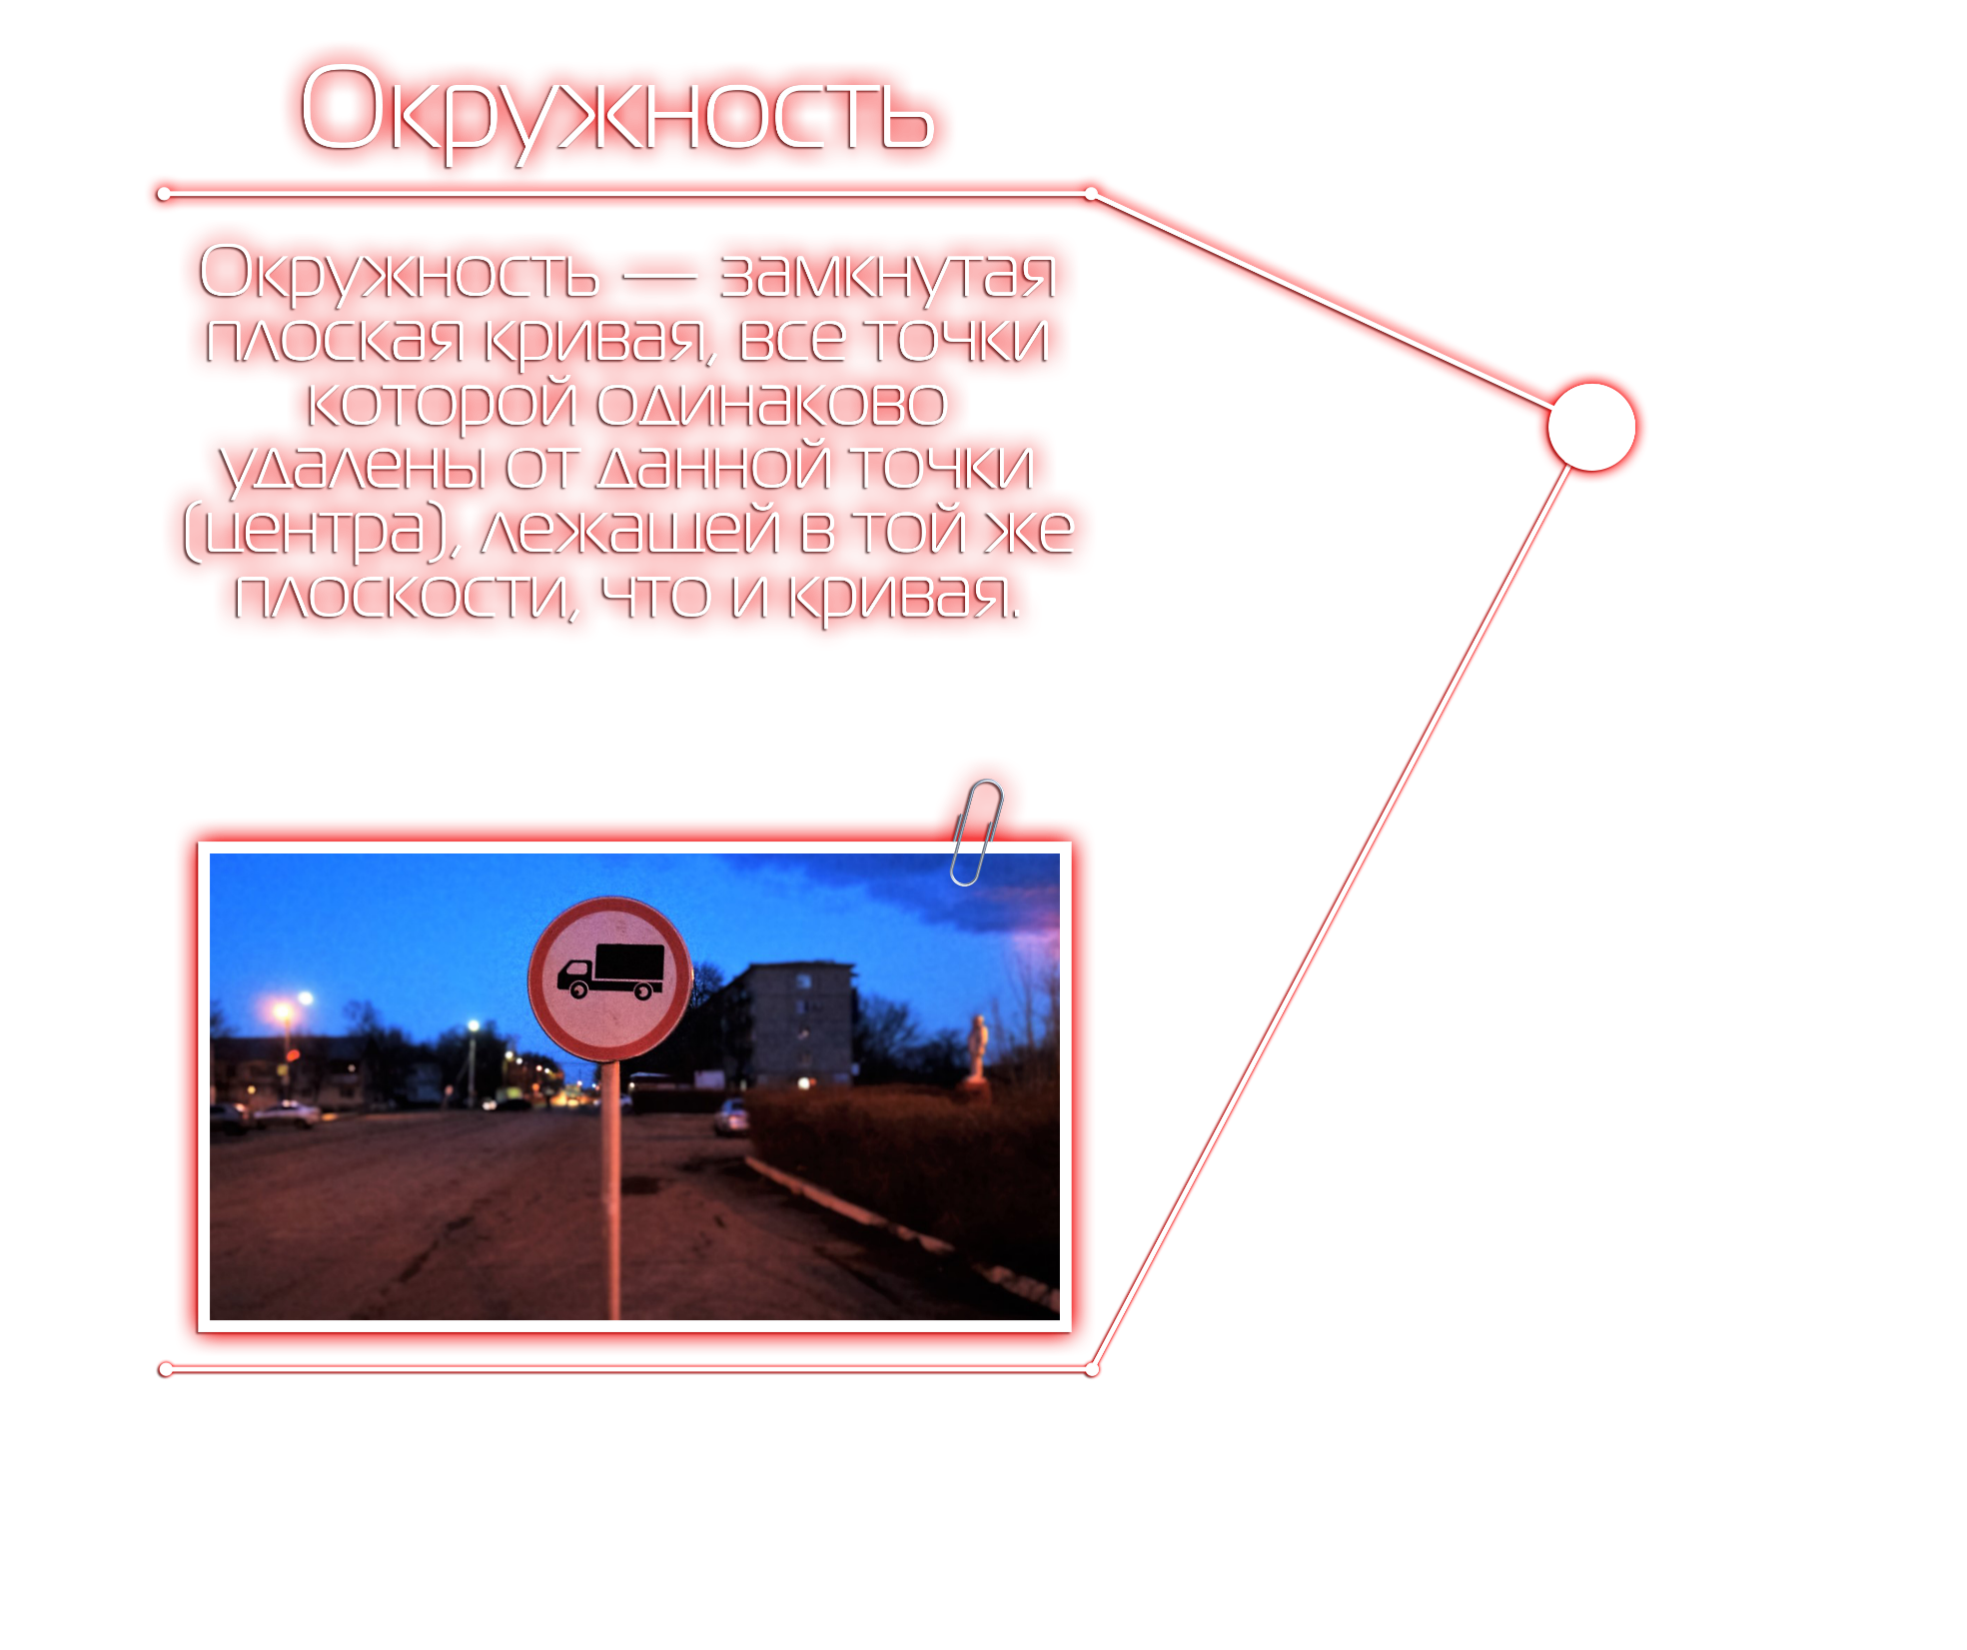 Окружность
Окружность — замкнутая
плоская кривая, все точки
которой одинаково
удалены от данной точки
(центра), лежащей в той же
плоскости, что и кривая.